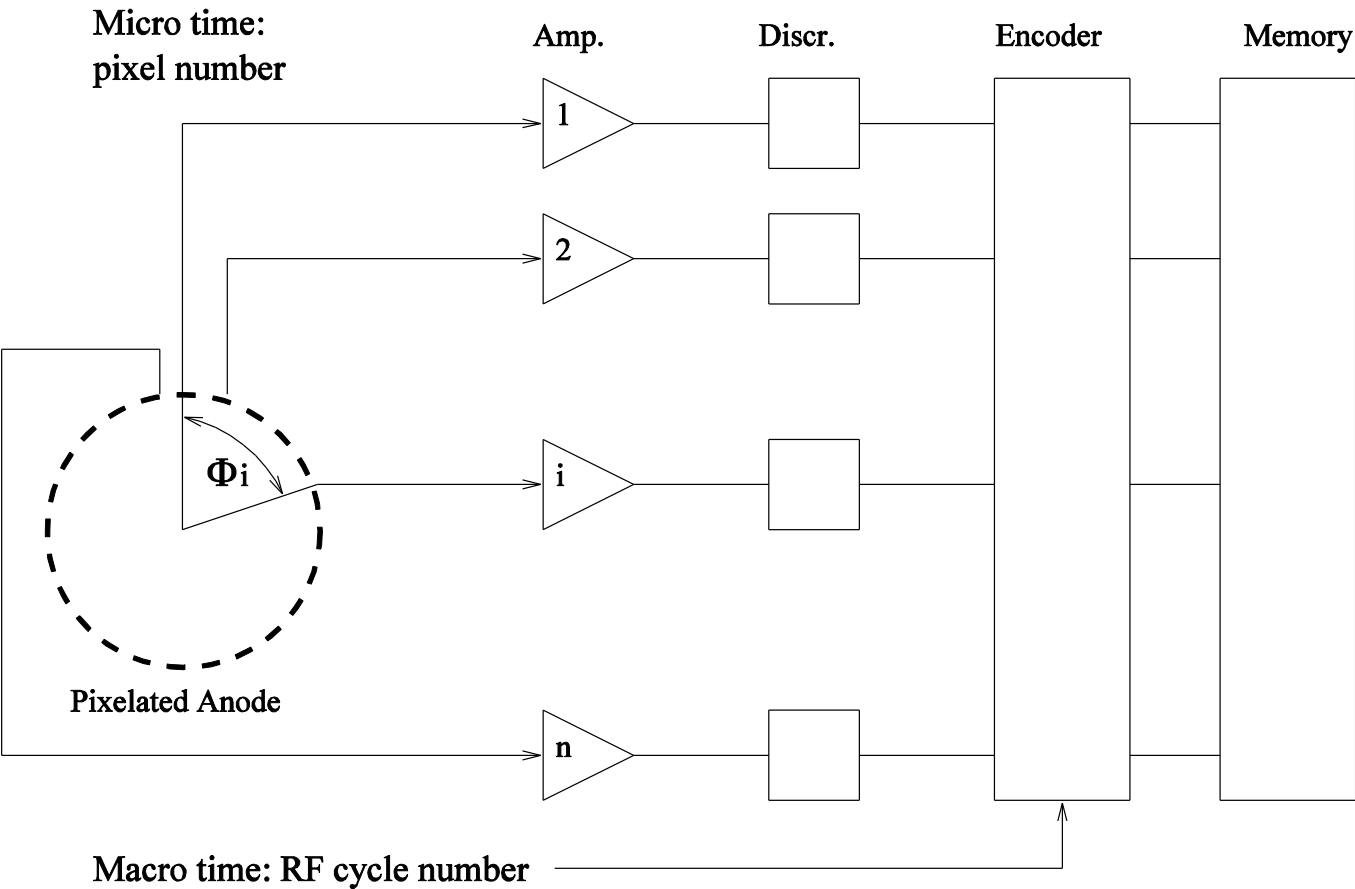 Micro time:
pixel number
Amp.
Discr.
Encoder
Memory
1
2
Φi
i
Pixelated Anode
n
Macro time: RF cycle number